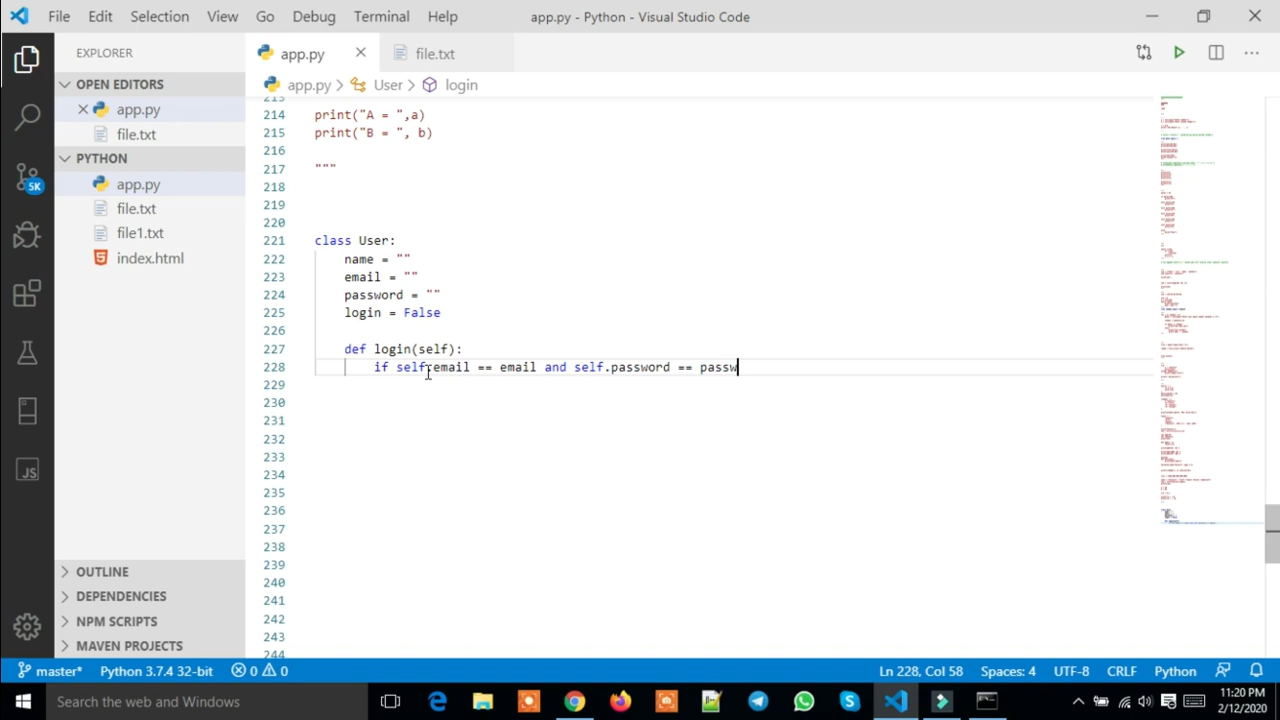 File Edit Selection View Go Debug Terminal Help app.py - Python - Visual Studio Code
EXPLORER app.py file.txt
OPEN EDITORS app.py User login
app.py
file.txt
PYTHON
app.py
5K
file.txt
file1.txt
index.html
214 print("A = ",a)
215 print("B = ", b)
216
217 """
218
219
220
221 class User:
222 name = ""
223 email = ""
224 password = ""
225 login = False
226
227 def login(self):
228 if self.email == email and self.password == passw
229
230
231
232
233
234
235
236
237
238
239
240
241
242
243
244
OUTLINE
DEPENDENCIES
NPM SCRIPTS
MAVEN PROJECTS
JS
master* Python 3.7.4 32-bit 0 0 Ln 228, Col 58 Spaces: 4 UTF-8 CRLF Python
Search the web and Windows 11:20 PM
2/12/2020